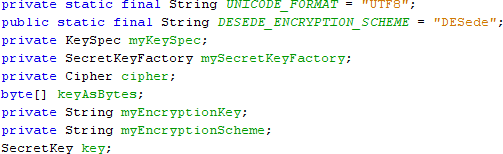 private static final String UNICODE_FORMAT = "UTF8";
public static final String DESEDE_ENCRYPTION_SCHEME = "DESede";
private KeySpec myKeySpec;
private SecretKeyFactory mySecretKeyFactory;
private Cipher cipher;
byte[] keyAsBytes;
private String myEncryptionKey;
private String myEncryptionScheme;
SecretKey key;